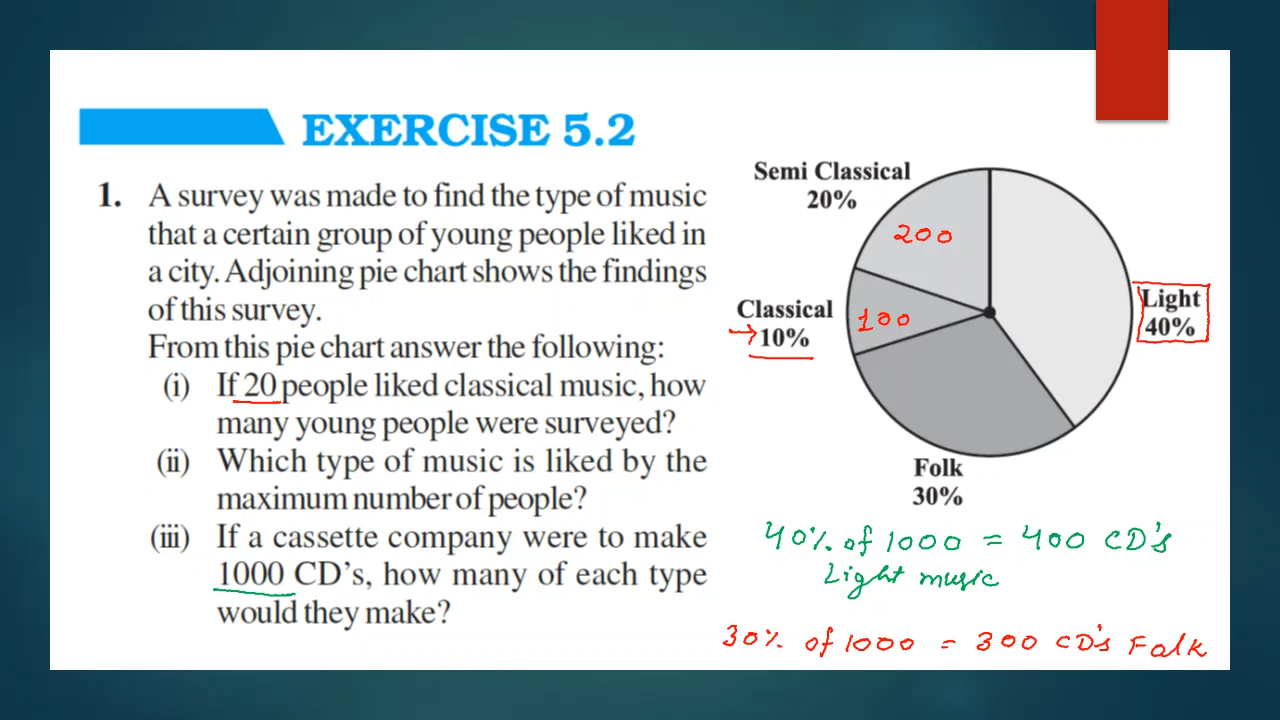 EXERCISE 5.2
1. A survey was made to find the type of music
that a certain group of young people liked in
a city. Adjoining pie chart shows the findings
of this survey.
From this pie chart answer the following:
(i) If 20 people liked classical music, how
many young people were surveyed?
(ii) Which type of music is liked by the
maximum number of people?
(iii) If a cassette company were to make
1000 CD's, how many of each type
would they make?
Semi Classical
20%
200
Classical
10%
100
Light
40%
Folk
30%
40% of 1000 = 400 CD's
Light music
30% of 1000 = 300 CD's Folk